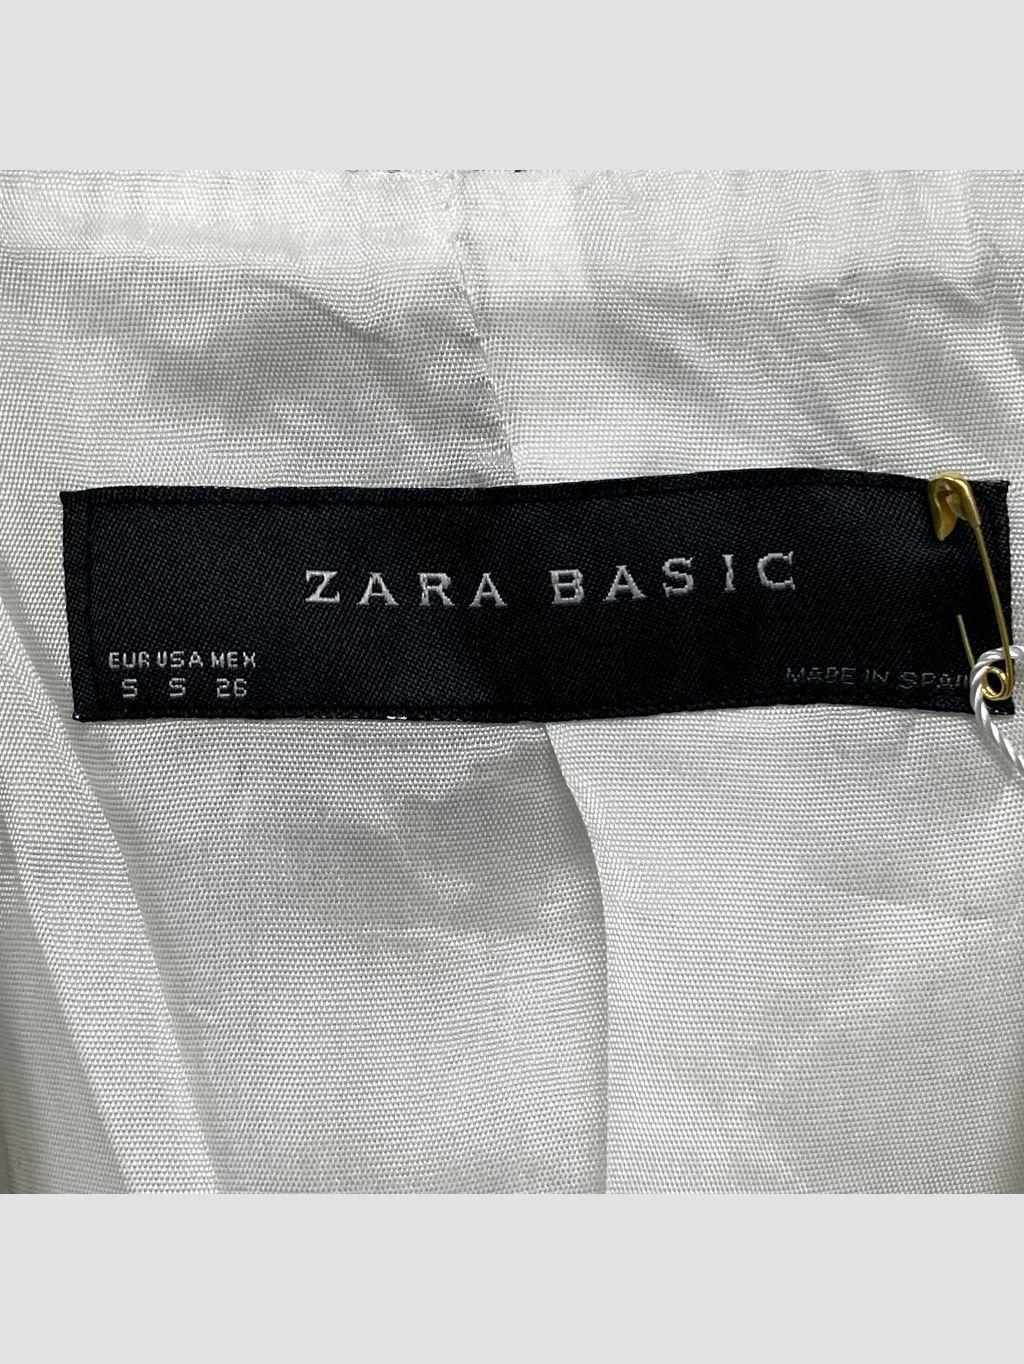 ZARA BASIC
EUR USA MEX
S S 26
MADE IN SPAIN